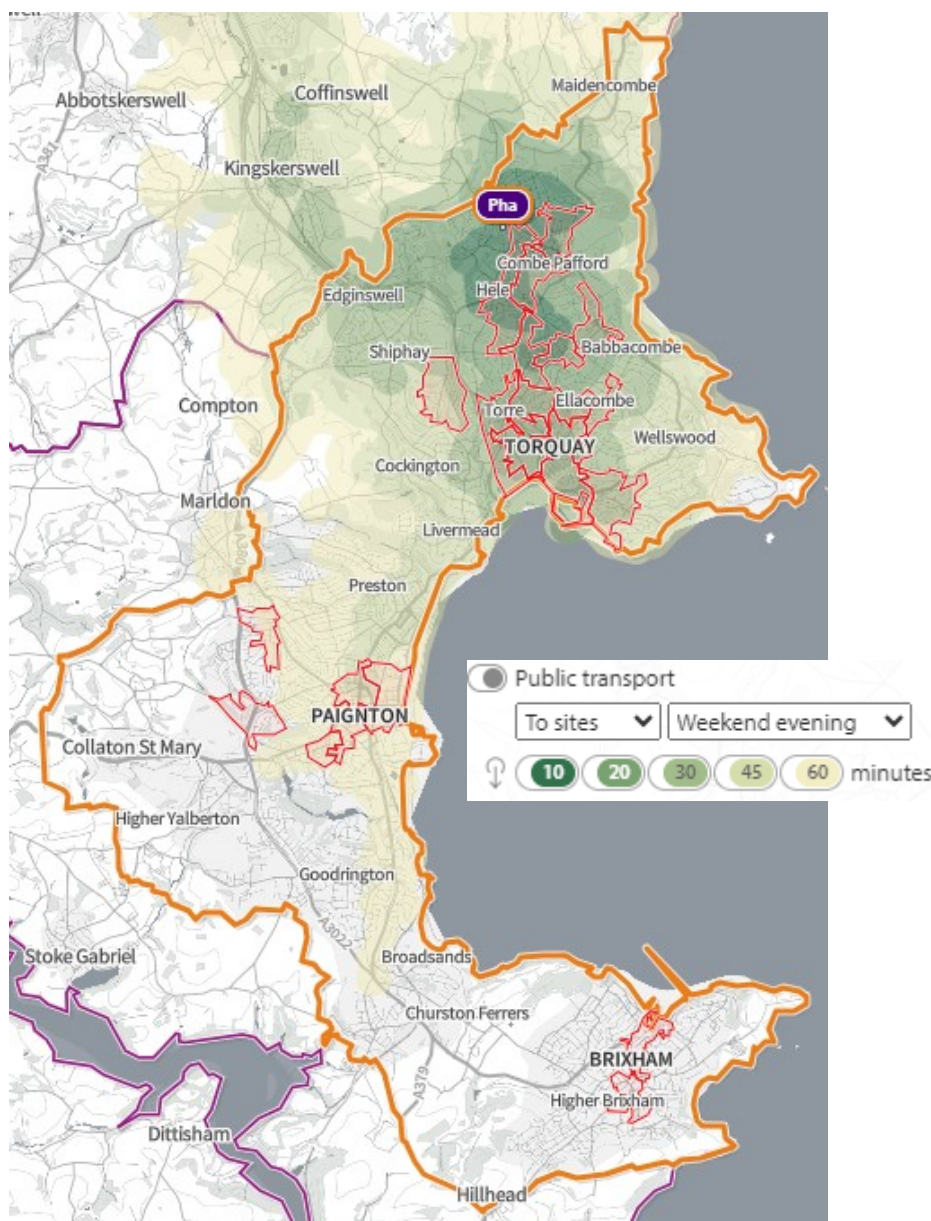 Maidencombe
Coffinswell
Abbotskerswell
A381
Kingskerswell
Pha
Combe Pafford
Hele
Edginswell
Babbacombe
Shiphay
Ellacombe
Torre
Compton
TORQUAY
Wellswood
Cockington
Marldon
Livermead
Preston
Public transport
PAIGNTON
To sites
Weekend evening
Collaton St Mary
10 20 30 45 60 minutes
Higher Yalberton
Goodrington
A3022
Stoke Gabriel
Broadsands
Churston Ferrers
BRIXHAM
A379
Higher Brixham
Dittisham
Hillhead